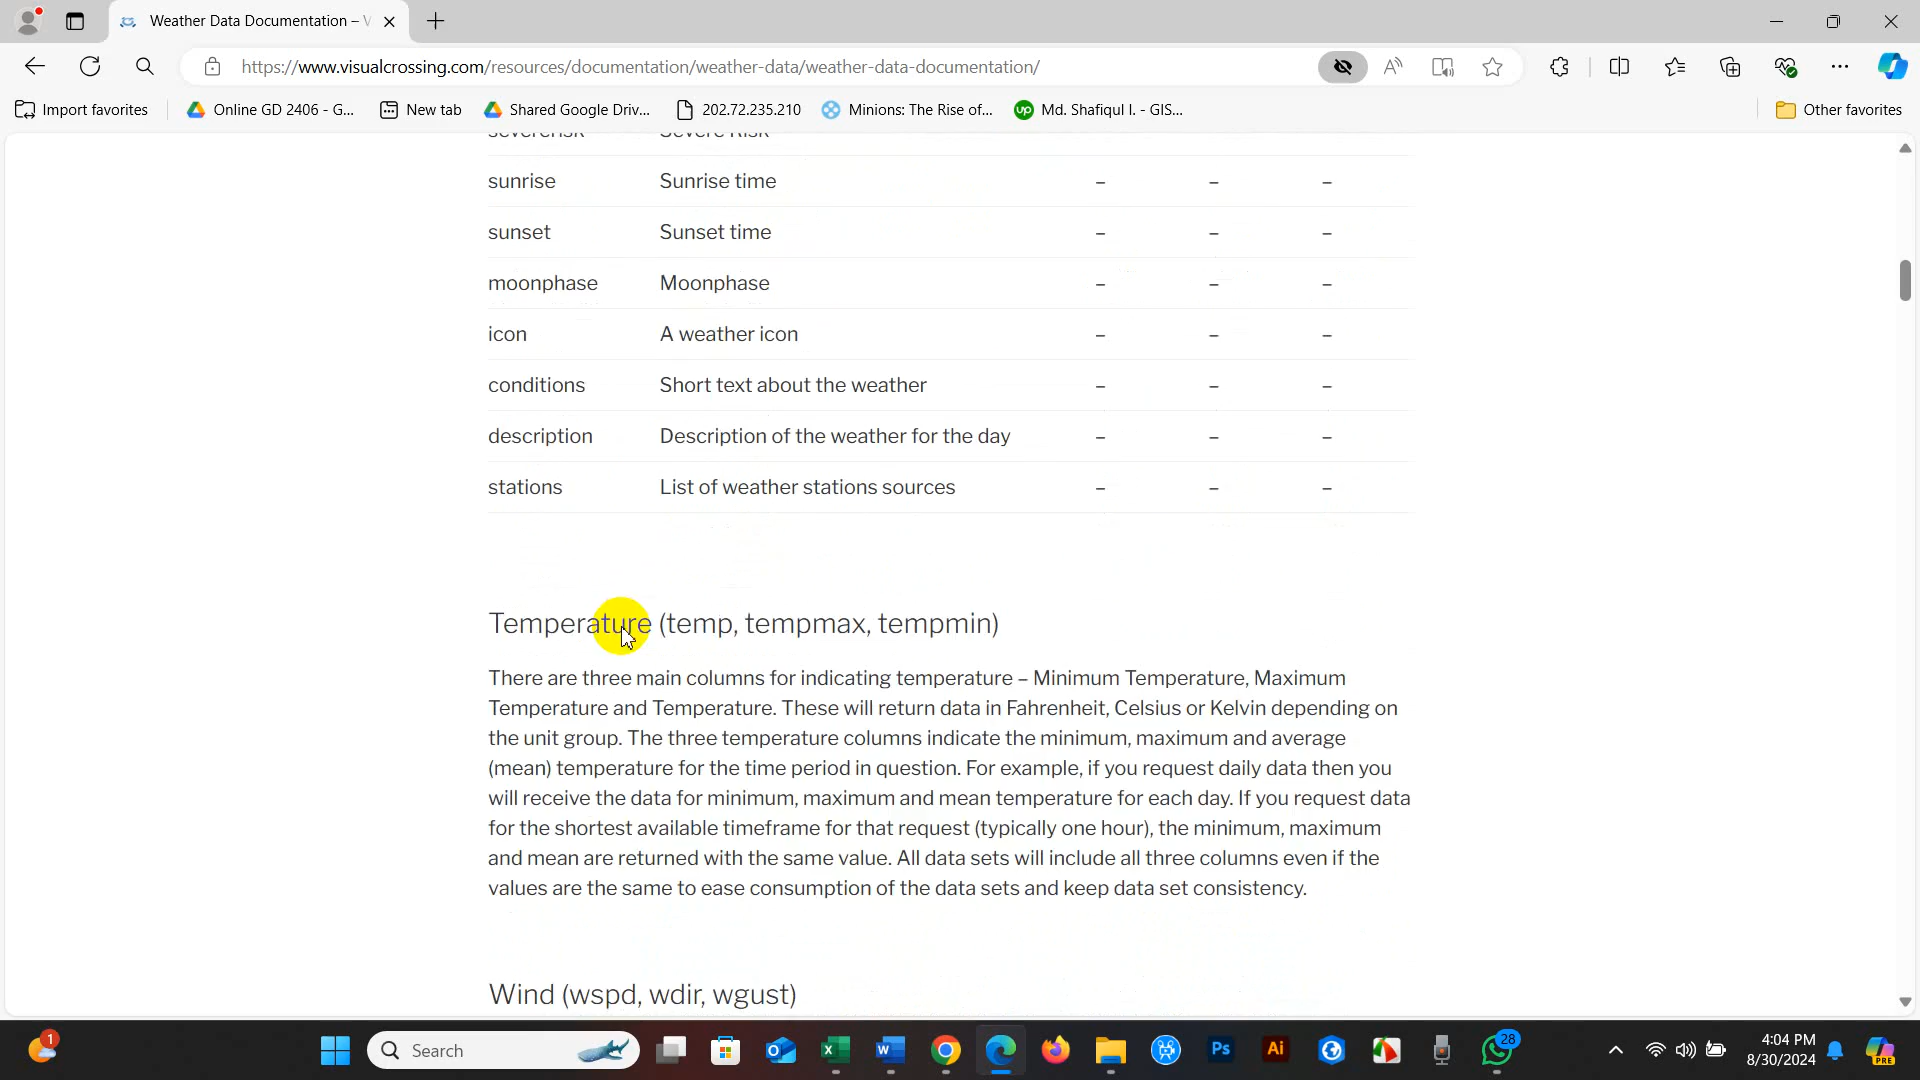 Weather Data Documentation – V
https://www.visualcrossing.com/resources/documentation/weather-data/weather-data-documentation/
Import favorites
Online GD 2406 - G...
New tab
Shared Google Driv...
202.72.235.210
Minions: The Rise of...
up
Md. Shafiqul I. - GIS...
Other favorites
severerisk Severe Risk
sunrise Sunrise time – – –
sunset Sunset time – – –
moonphase Moonphase – – –
icon A weather icon – – –
conditions Short text about the weather – – –
description Description of the weather for the day – – –
stations List of weather stations sources – – –
Temperature (temp, tempmax, tempmin)
There are three main columns for indicating temperature – Minimum Temperature, Maximum
Temperature and Temperature. These will return data in Fahrenheit, Celsius or Kelvin depending on
the unit group. The three temperature columns indicate the minimum, maximum and average
(mean) temperature for the time period in question. For example, if you request daily data then you
will receive the data for minimum, maximum and mean temperature for each day. If you request data
for the shortest available timeframe for that request (typically one hour), the minimum, maximum
and mean are returned with the same value. All data sets will include all three columns even if the
values are the same to ease consumption of the data sets and keep data set consistency.
Wind (wspd, wdir, wgust)
1
Search
Ps
Ai
28
4:04 PM
8/30/2024
PRE